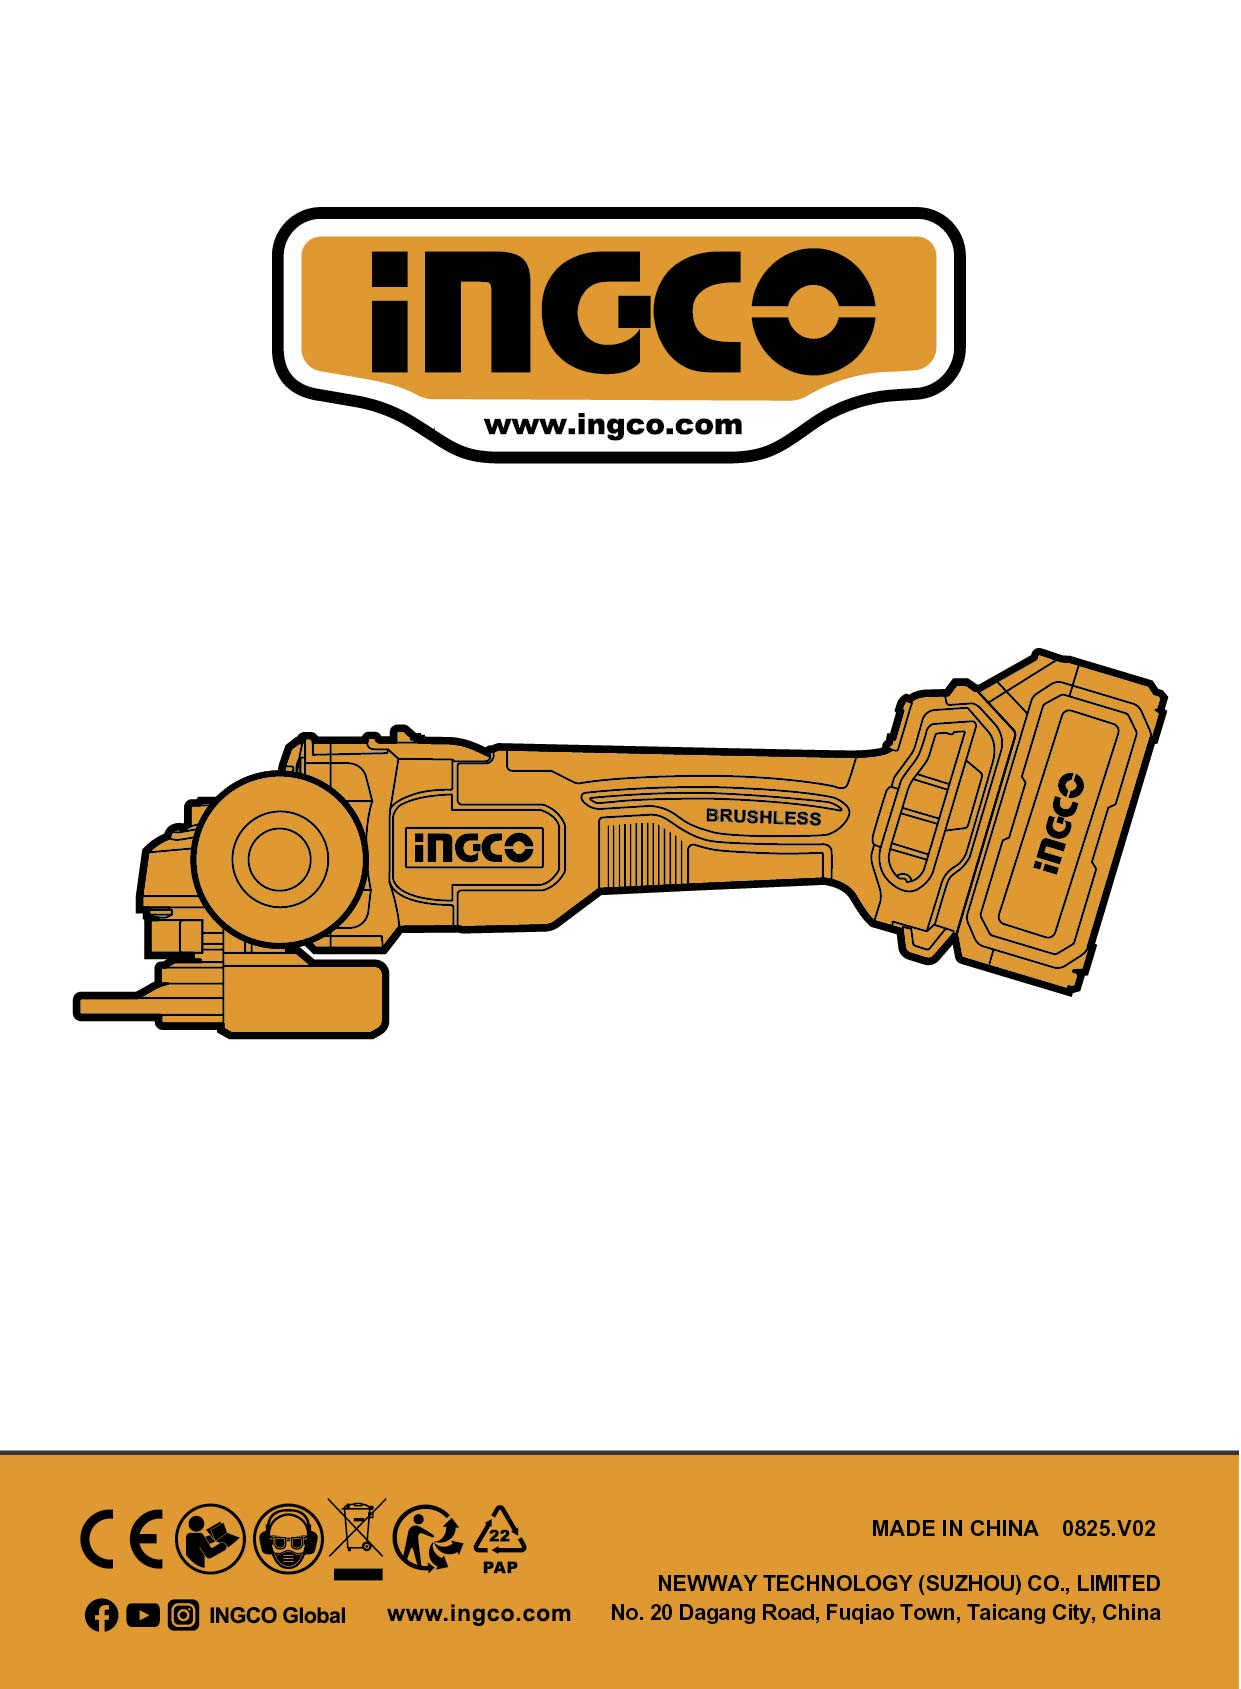 INGCO
www.ingco.com
BRUSHLESS
INGCO
INGCO
CE
22
PAP
MADE IN CHINA 0825.V02
NEWWAY TECHNOLOGY (SUZHOU) CO., LIMITED
INGCO Global www.ingco.com No. 20 Dagang Road, Fuqiao Town, Taicang City, China